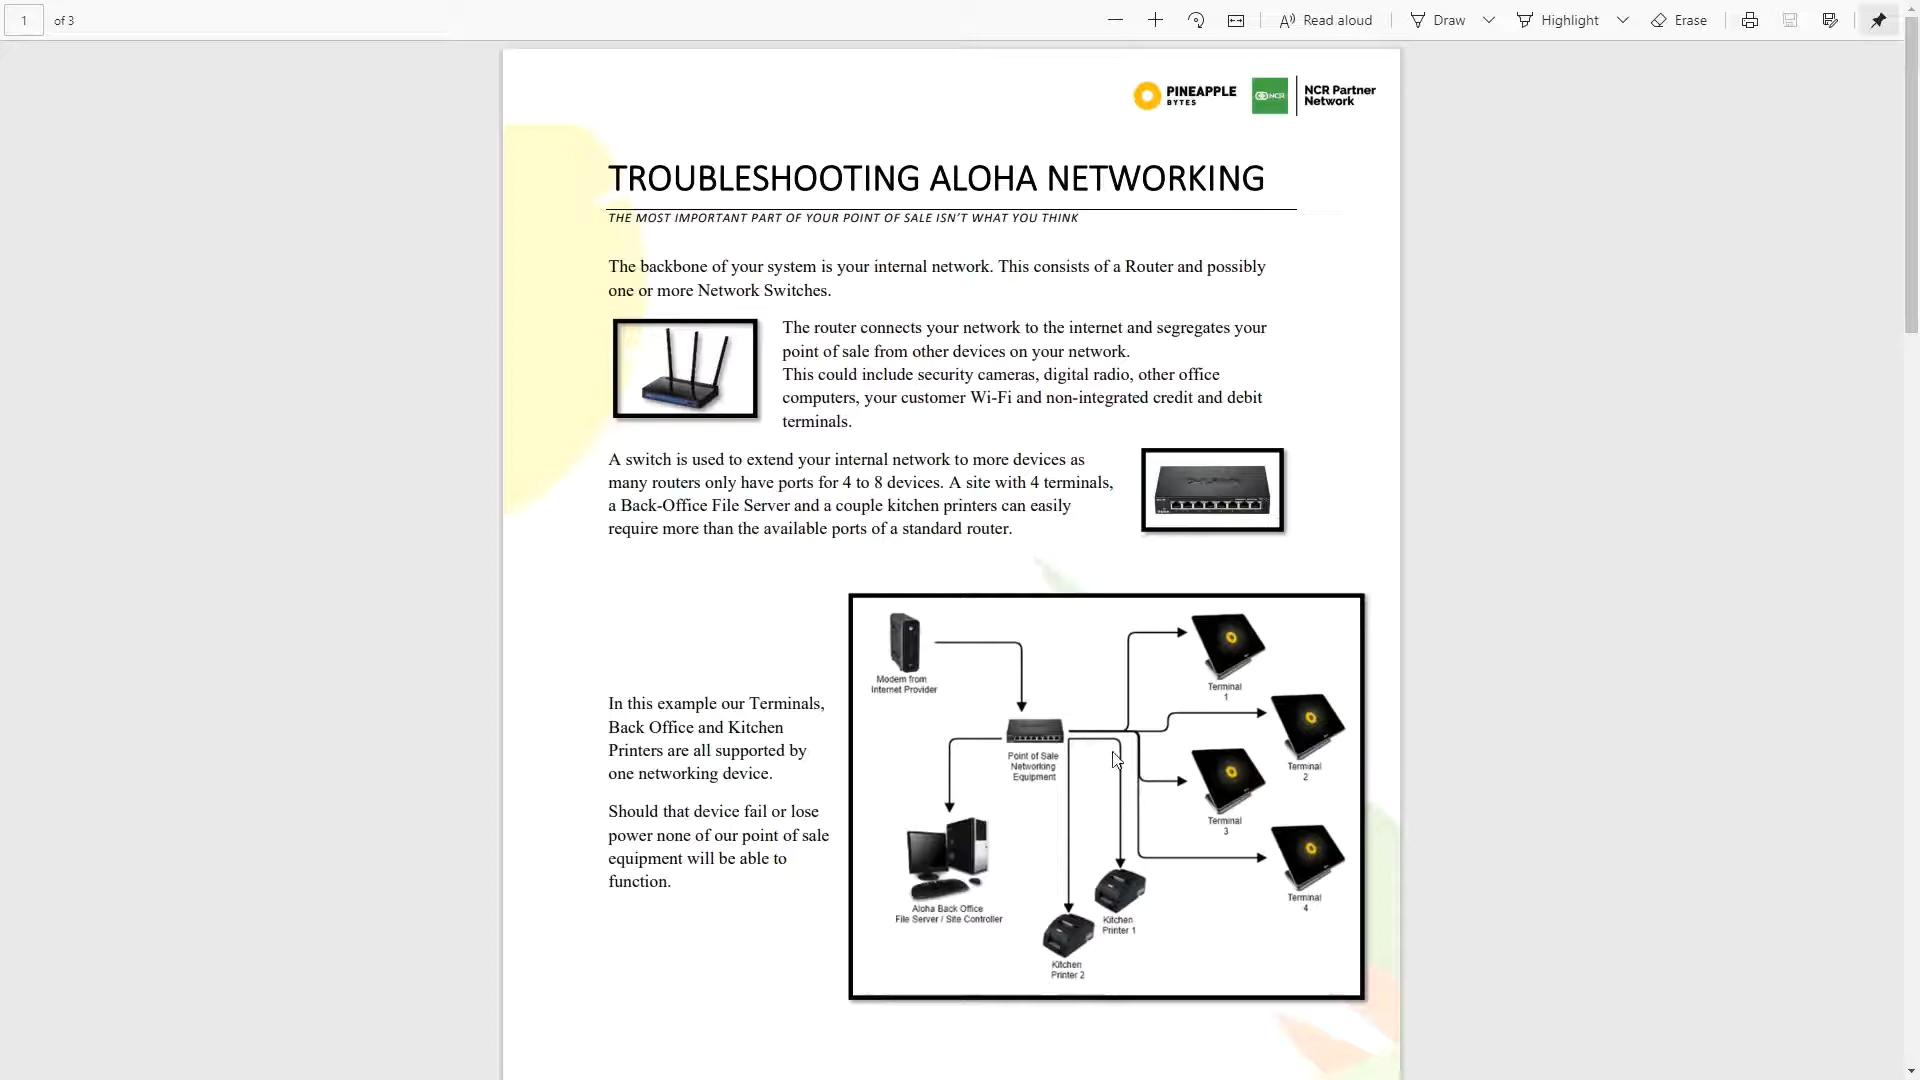 1 of 3
Read aloud
Draw
Highlight
Erase
PINEAPPLE
BYTES
NCR
NCR Partner
Network
TROUBLESHOOTING ALOHA NETWORKING
THE MOST IMPORTANT PART OF YOUR POINT OF SALE ISN'T WHAT YOU THINK
The backbone of your system is your internal network. This consists of a Router and possibly
one or more Network Switches.
The router connects your network to the internet and segregates your
point of sale from other devices on your network.
This could include security cameras, digital radio, other office
computers, your customer Wi-Fi and non-integrated credit and debit
terminals.
A switch is used to extend your internal network to more devices as
many routers only have ports for 4 to 8 devices. A site with 4 terminals,
a Back-Office File Server and a couple kitchen printers can easily
require more than the available ports of a standard router.
In this example our Terminals,
Back Office and Kitchen
Printers are all supported by
one networking device.
Should that device fail or lose
power none of our point of sale
equipment will be able to
function.
Modem from
Internet Provider
Point of Sale
Networking
Equipment
Terminal
1
Terminal
2
Terminal
3
Terminal
4
Aloha Back Office
File Server / Site Controller
Kitchen
Printer 1
Kitchen
Printer 2